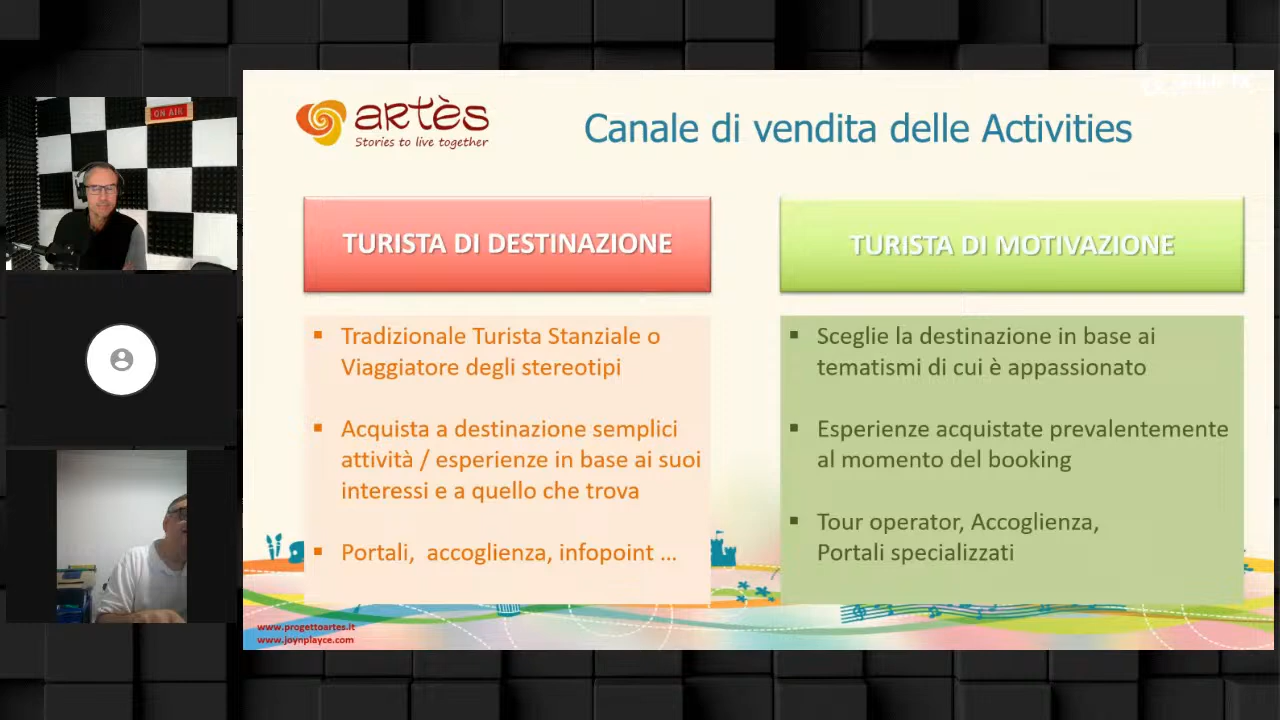 ON AIR
artès
Stories to live together
Canale di vendita delle Activities
TURISTA DI DESTINAZIONE
Tradizionale Turista Stanziale o
Viaggiatore degli stereotipi
Acquista a destinazione semplici
attività / esperienze in base ai suoi
interessi e a quello che trova
Portali, accoglienza, infopoint ...
TURISTA DI MOTIVAZIONE
Sceglie la destinazione in base ai
tematismi di cui è appassionato
Esperienze acquistate prevalentemente
al momento del booking
Tour operator, Accoglienza,
Portali specializzati
www.progettoartes.it
www.joynplayce.com